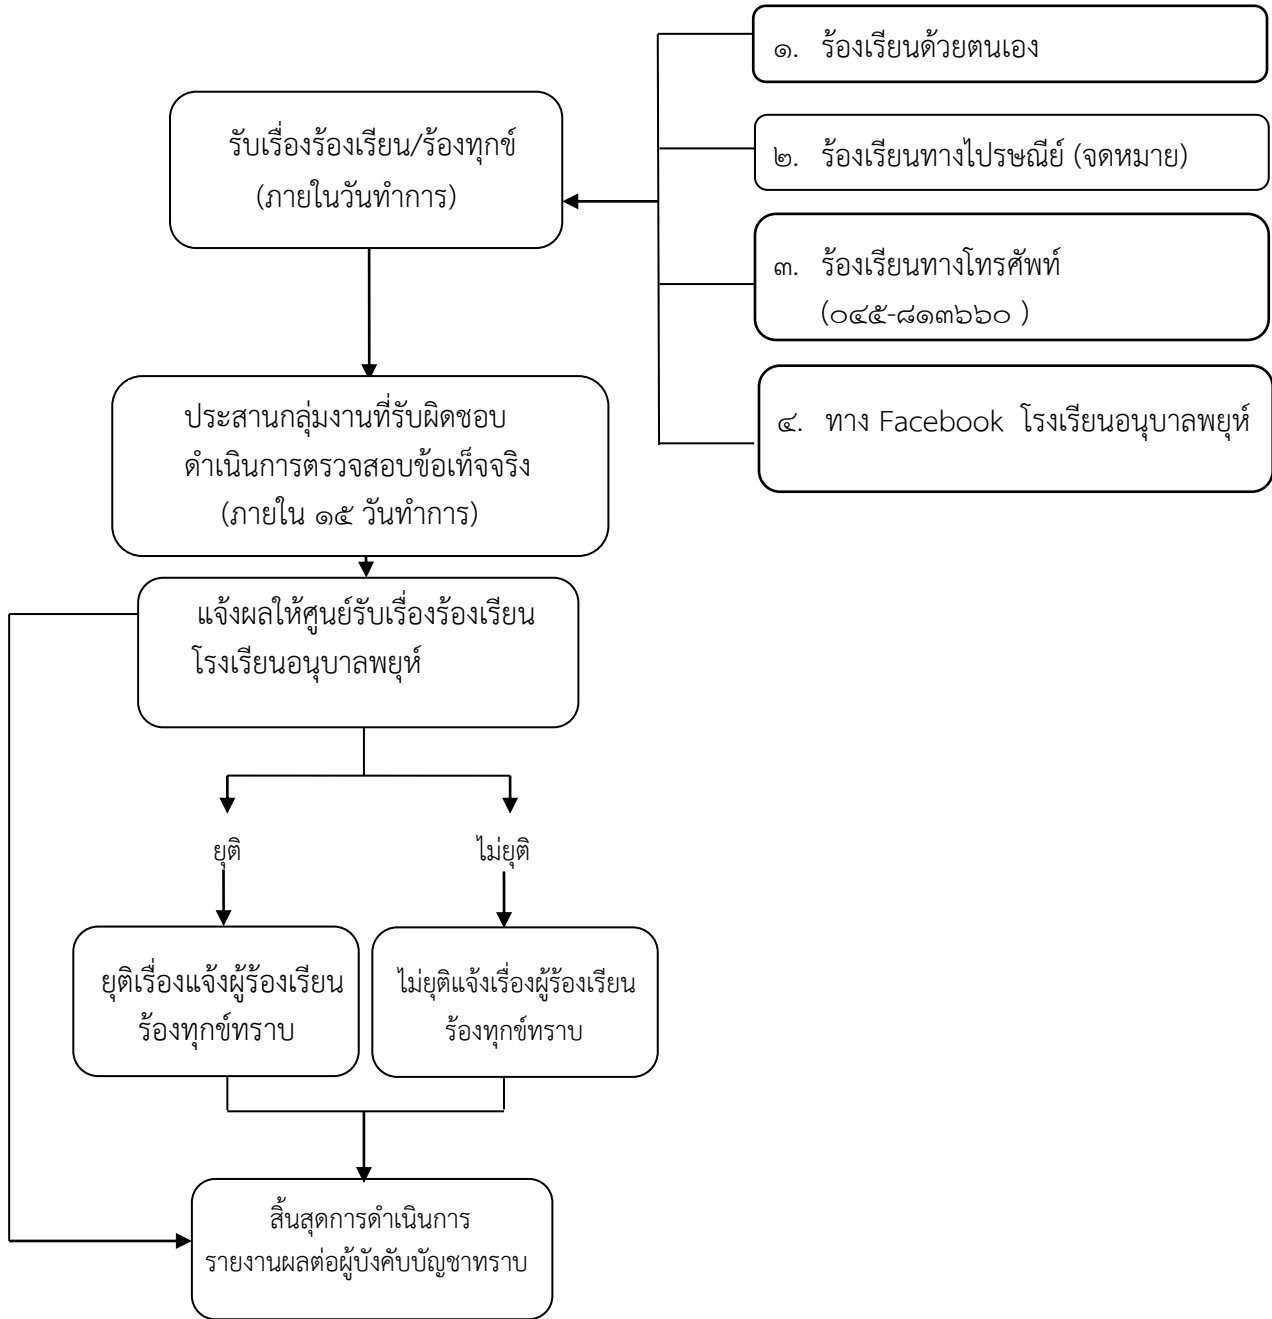 ๑. ร้องเรียนด้วยตนเอง
รับเรื่องร้องเรียน/ร้องทุกข์
(ภายในวันทำการ)
๒. ร้องเรียนทางไปรษณีย์ (จดหมาย)
๓. ร้องเรียนทางโทรศัพท์
(๐๔๕-๘๑๓๖๖๐ )
๔. ทาง Facebook โรงเรียนอนุบาลพยุห์
ประสานกลุ่มงานที่รับผิดชอบ
ดำเนินการตรวจสอบข้อเท็จจริง
(ภายใน ๑๕ วันทำการ)
แจ้งผลให้ศูนย์รับเรื่องร้องเรียน
โรงเรียนอนุบาลพยุห์
ยุติ
ไม่ยุติ
ยุติเรื่องแจ้งผู้ร้องเรียน
ร้องทุกข์ทราบ
ไม่ยุติแจ้งเรื่องผู้ร้องเรียน
ร้องทุกข์ทราบ
สิ้นสุดการดำเนินการ
รายงานผลต่อผู้บังคับบัญชาทราบ